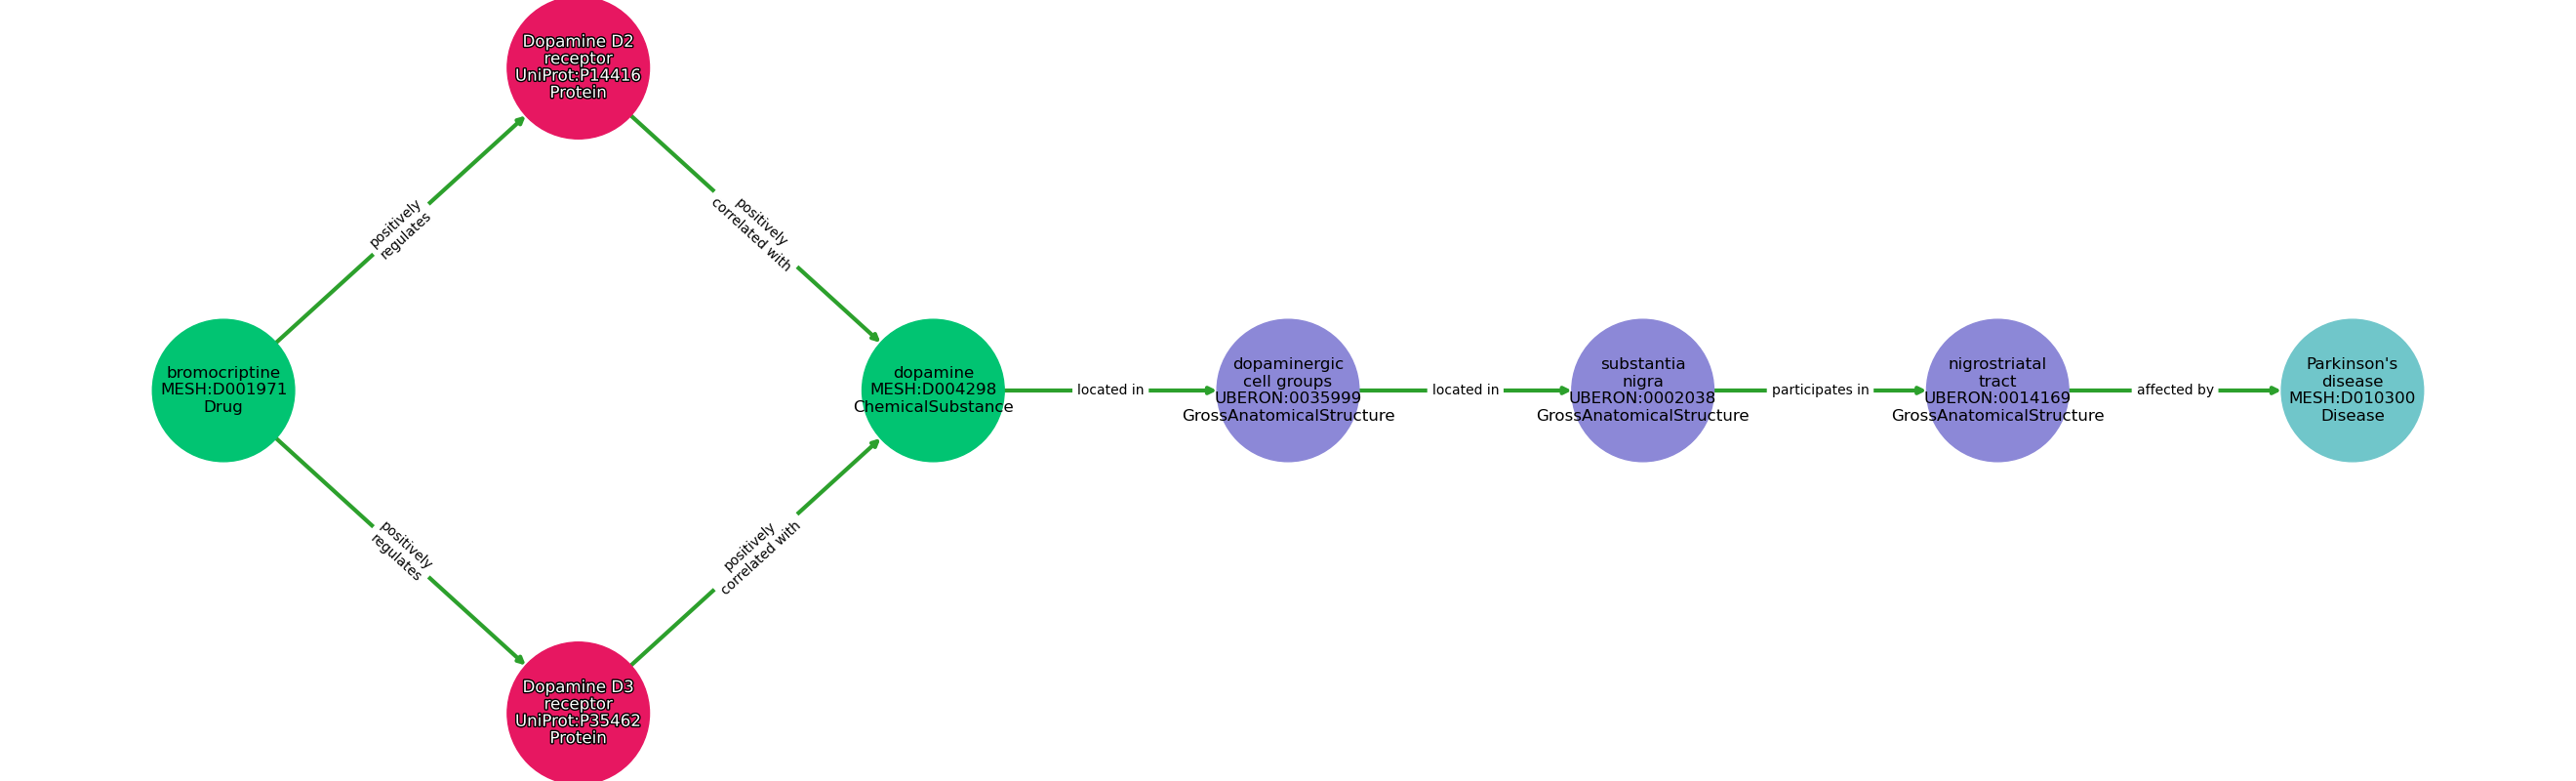 Dopamine D2
receptor
UniProt:P14416
Protein
positively
regulates
positively
correlated with
bromocriptine
MESH:D001971
Drug
dopamine
MESH:D004298
ChemicalSubstance
located in
dopaminergic
cell groups
UBERON:0035999
GrossAnatomicalStructure
located in
substantia
nigra
UBERON:0002038
GrossAnatomicalStructure
participates in
nigrostriatal
tract
UBERON:0014169
GrossAnatomicalStructure
affected by
Parkinson's
disease
MESH:D010300
Disease
positively
regulates
positively
correlated with
Dopamine D3
receptor
UniProt:P35462
Protein